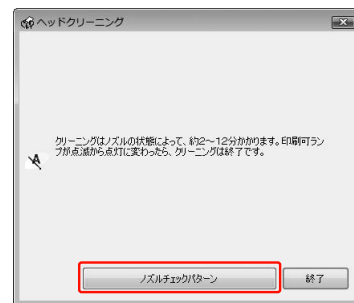 ヘッドクリーニング
クリーニングはノズルの状態によって、約2～12分かかります。印刷可ラン
プが点滅から点灯に変わったら、クリーニングは終了です。
ノズルチェックパターン
終了